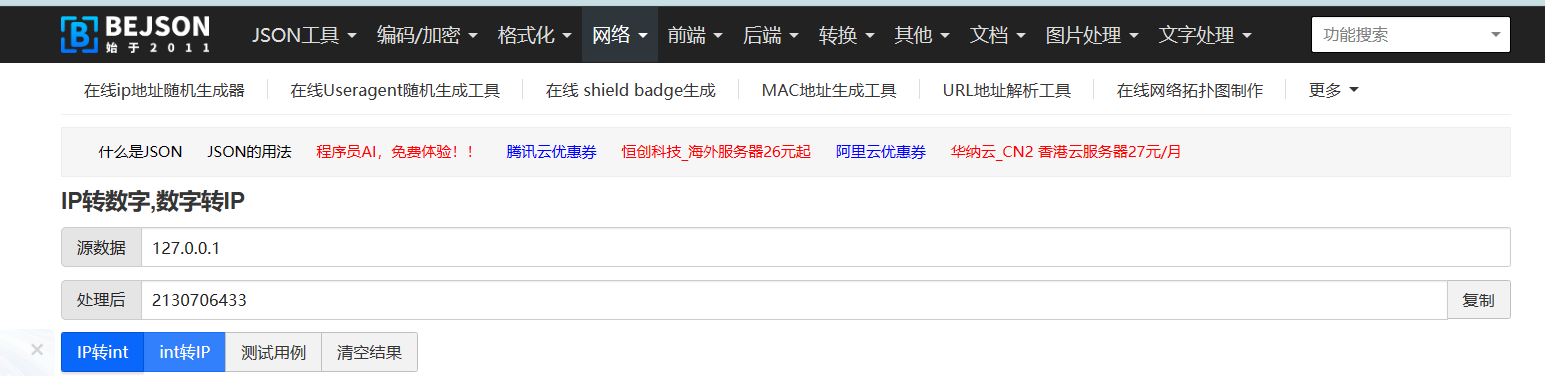 BEJSON
始于2011
JSON工具 编码/加密 格式化 网络 前端 后端 转换 其他 文档 图片处理 文字处理 功能搜索
在线ip地址随机生成器 在线Useragent随机生成工具 在线 shield badge生成 MAC地址生成工具 URL地址解析工具 在线网络拓扑图制作 更多
什么是JSON JSON的用法 程序员AI，免费体验！！ 腾讯云优惠券 恒创科技_海外服务器26元起 阿里云优惠券 华纳云_CN2 香港云服务器27元/月
IP转数字,数字转IP
源数据 127.0.0.1
处理后 2130706433 复制
IP转int int转IP 测试用例 清空结果